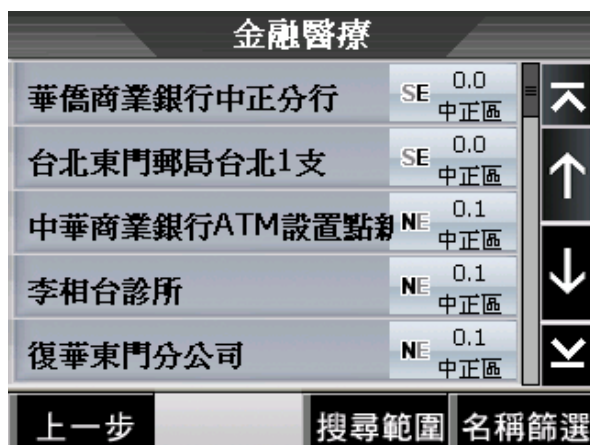 金融醫療
華僑商業銀行中正分行 SE 0.0 中正區
台北東門郵局台北1支 SE 0.0 中正區
中華商業銀行ATM設置點新 NE 0.1 中正區
李相台診所 NE 0.1 中正區
復華東門分公司 NE 0.1 中正區
上一步 搜尋範圍 名稱篩選